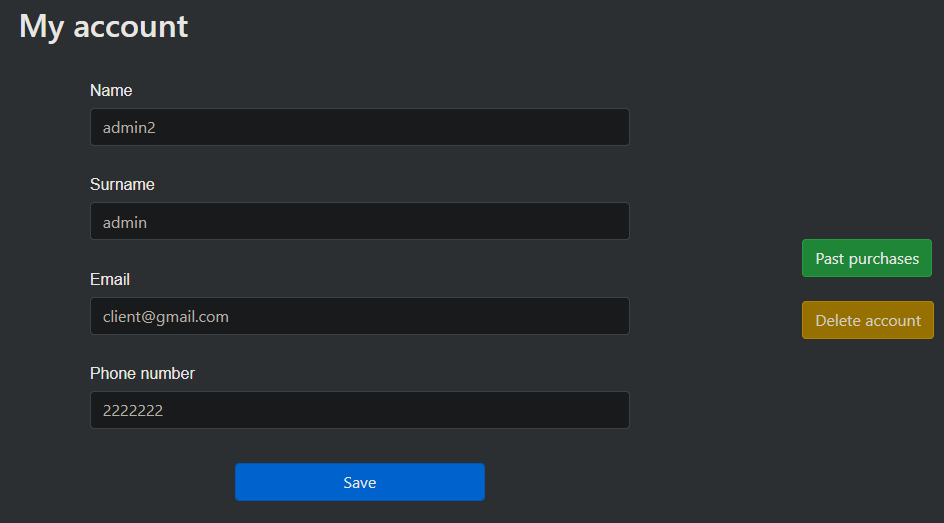 My account
Name
admin2
Surname
admin
Email
client@gmail.com
Phone number
2222222
Save
Past purchases
Delete account